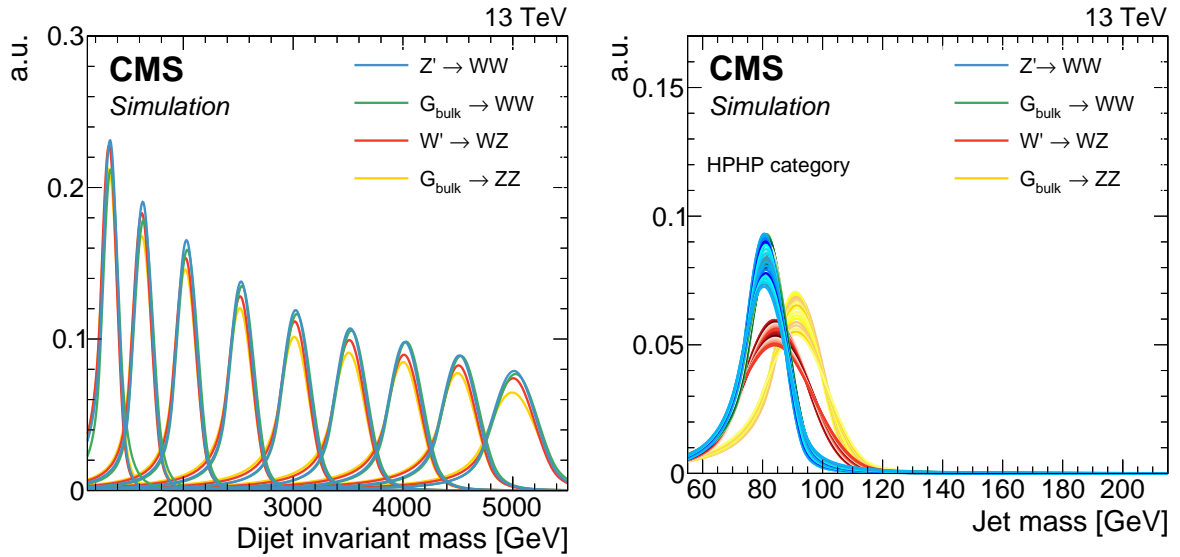 13 TeV
a.u.
0.3
0.2
0.1
0
CMS
Simulation
Z' → WW
G_bulk → WW
W' → WZ
G_bulk → ZZ
2000 3000 4000 5000
Dijet invariant mass [GeV]
13 TeV
a.u.
0.15
0.1
0.05
0
CMS
Simulation
HPHP category
Z'→ WW
G_bulk → WW
W' → WZ
G_bulk → ZZ
60 80 100 120 140 160 180 200
Jet mass [GeV]